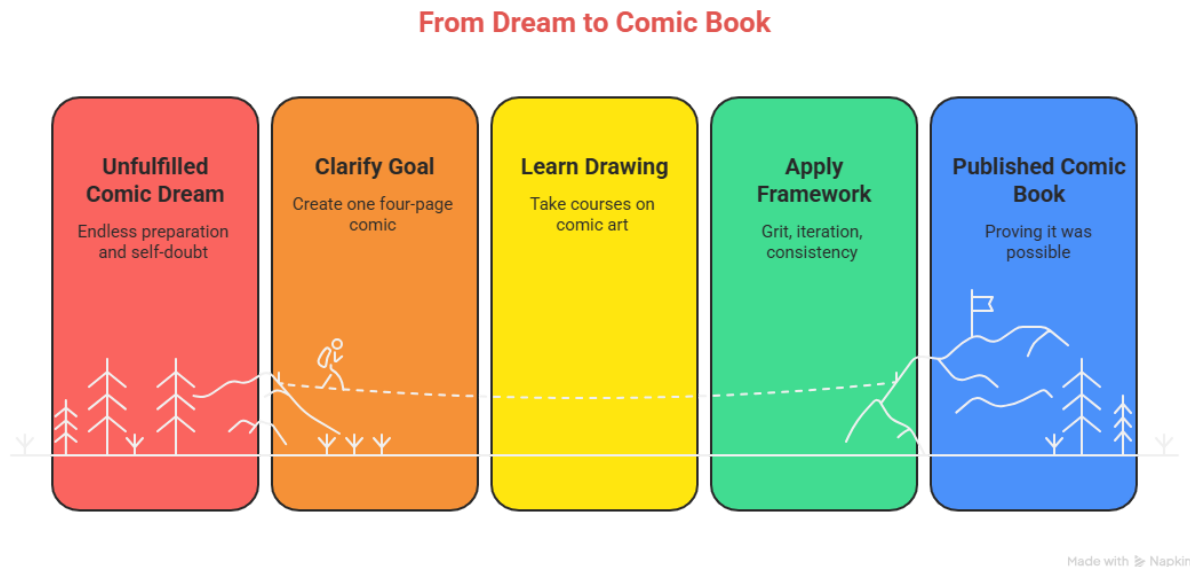 From Dream to Comic Book
Unfulfilled
Comic Dream
Endless preparation
and self-doubt
Clarify Goal
Create one four-page
comic
Learn Drawing
Take courses on
comic art
Apply
Framework
Grit, iteration,
consistency
Published Comic
Book
Proving it was
possible
Made with Napkin